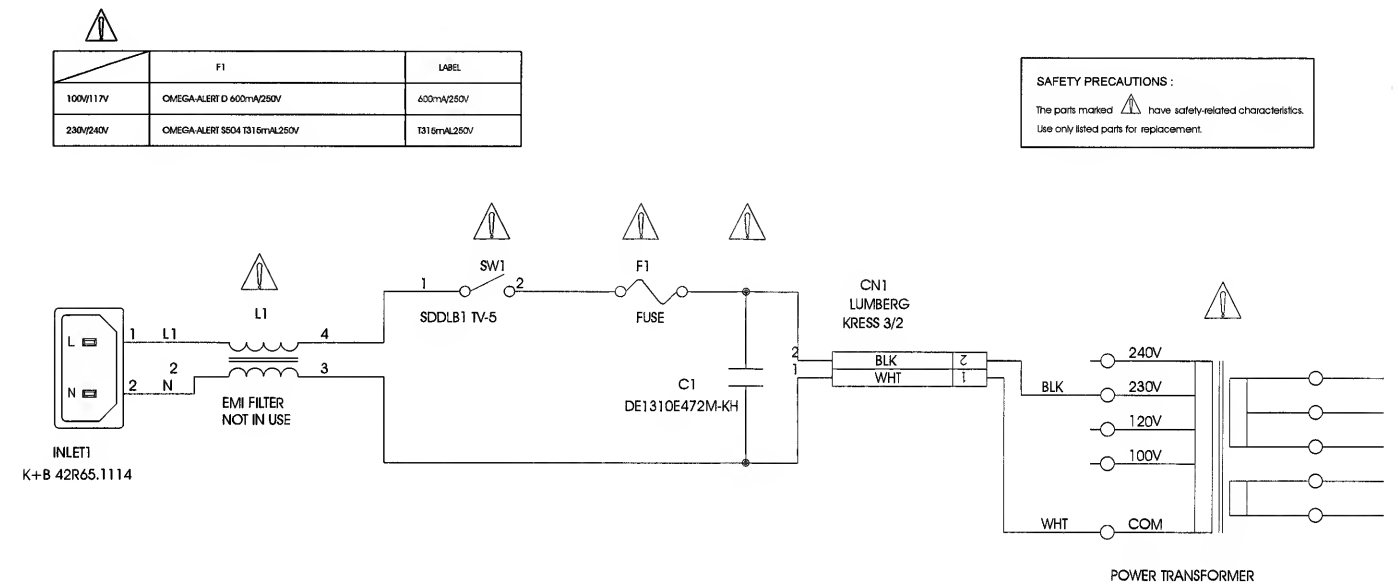 F1 LABEL
100V/117V OMEGA-ALERT D 600mA/250V 600mA/250V
230V/240V OMEGA-ALERT S504 T315mAL250V T315mAL250V
SAFETY PRECAUTIONS :
The parts marked ! have safety-related characteristics.
Use only listed parts for replacement.
SW1
1 2
SDDLB1 TV-5
F1
FUSE
L1
L
N
1 L1
2
2 N
4
3
EMI FILTER
NOT IN USE
INLET1
K+B 42R65.1114
C1
DE1310E472M-KH
CN1
LUMBERG
KRESS 3/2
2 BLK 2
1 WHT 1
BLK
WHT
240V
230V
120V
100V
COM
POWER TRANSFORMER